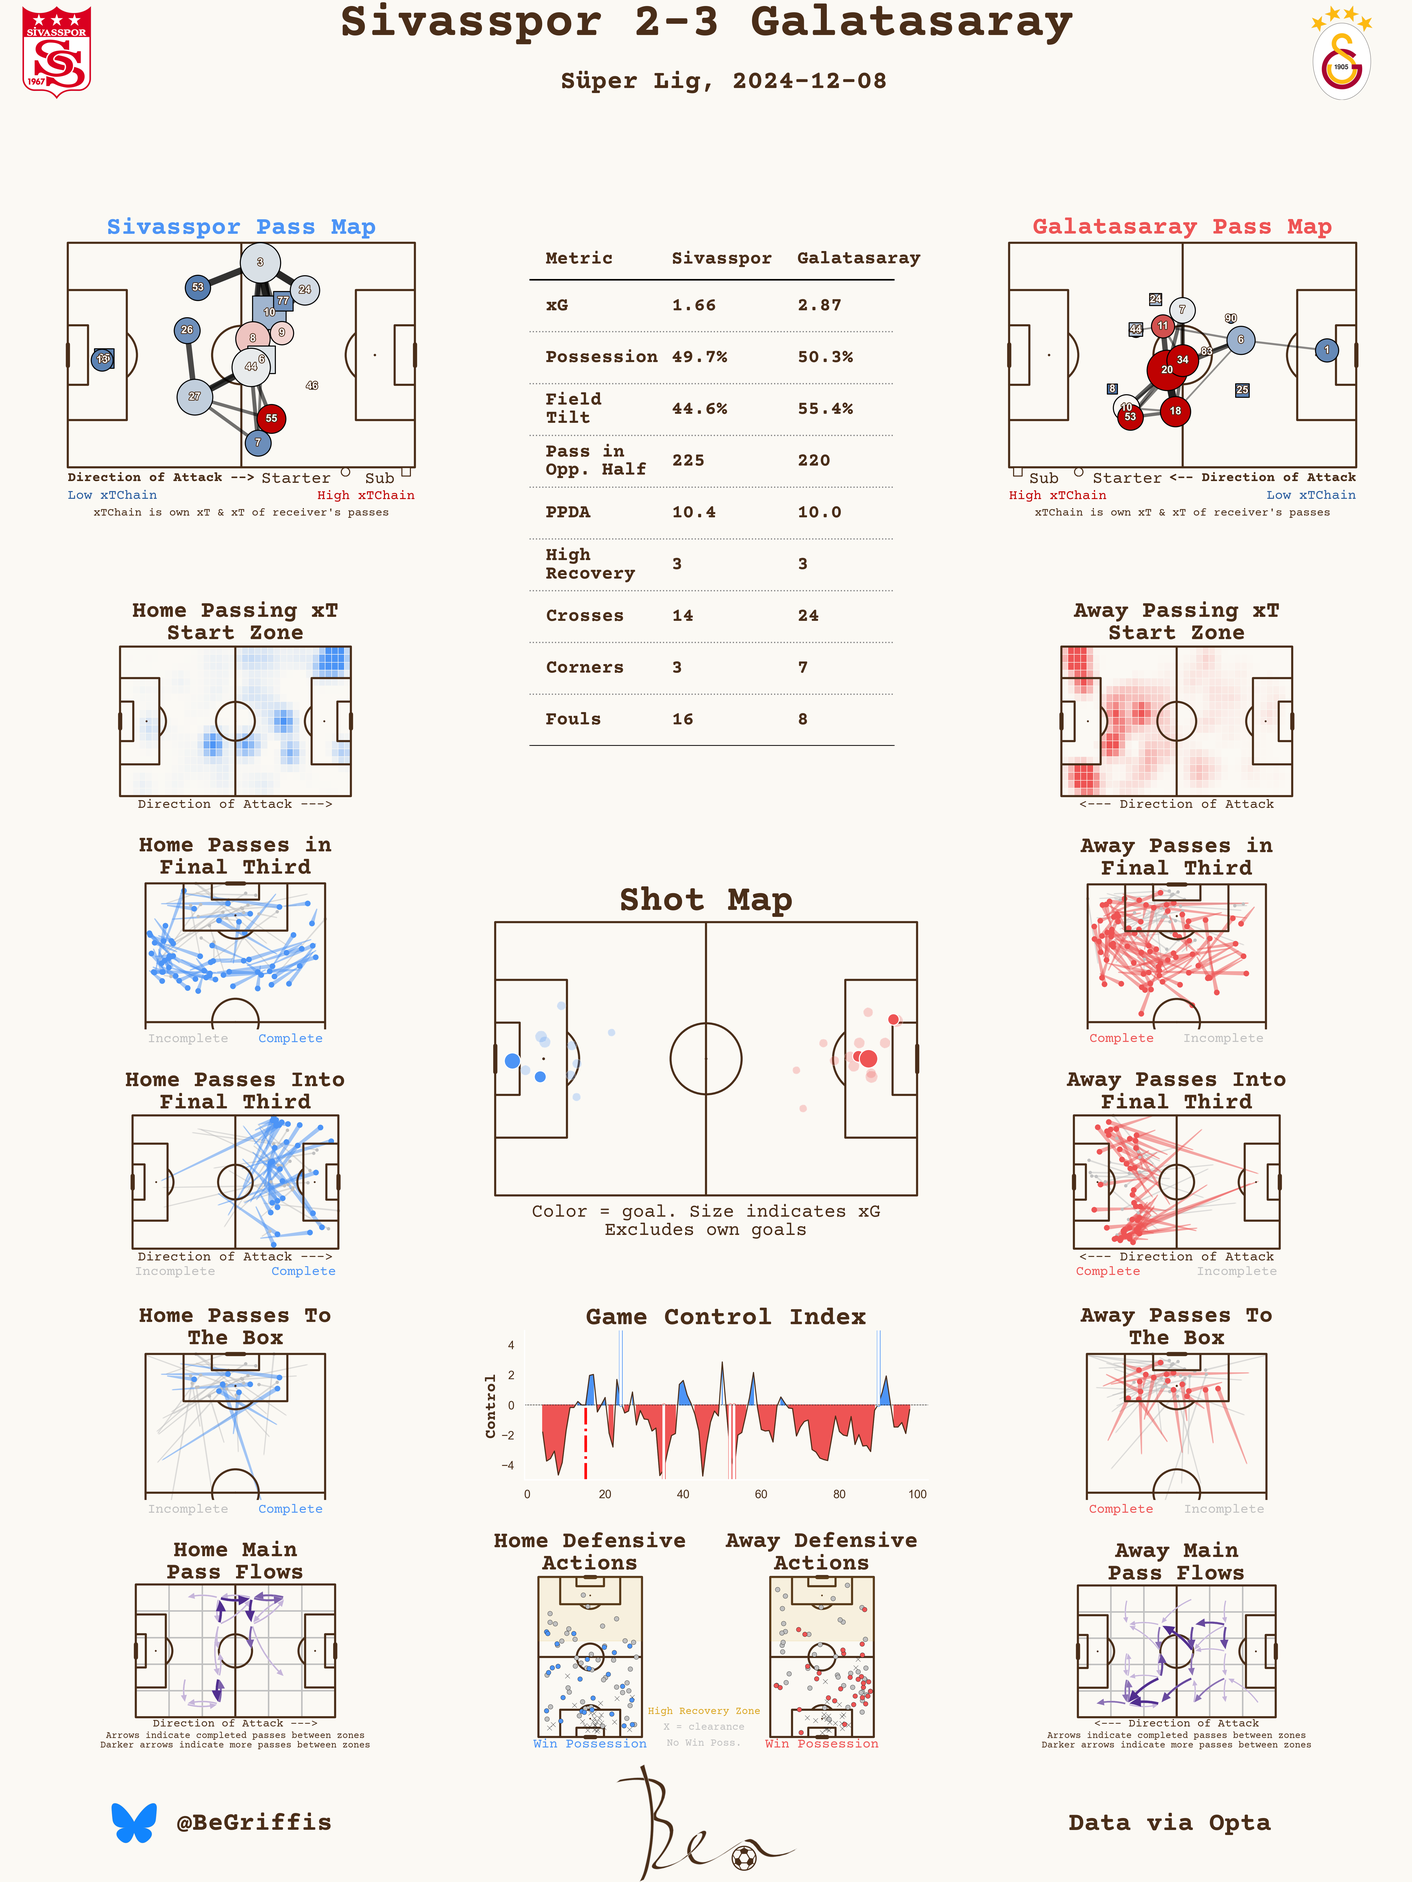 Sivasspor 2-3 Galatasaray
Süper Lig, 2024-12-08
SİVASSPOR
1967
1905
Sivasspor Pass Map
3
53
24
77
10
26
8
9
6
44
46
27
55
7
Direction of Attack --> Starter Sub
Low xTChain High xTChain
xTChain is own xT & xT of receiver's passes
Metric Sivasspor Galatasaray
xG 1.66 2.87
Possession 49.7% 50.3%
Field
Tilt 44.6% 55.4%
Pass in
Opp. Half 225 220
PPDA 10.4 10.0
High
Recovery 3 3
Crosses 14 24
Corners 3 7
Fouls 16 8
Galatasaray Pass Map
24
7
90
11
6
83
1
34
20
8
25
10
53
18
Sub Starter <-- Direction of Attack
High xTChain Low xTChain
xTChain is own xT & xT of receiver's passes
Home Passing xT
Start Zone
Direction of Attack --->
Away Passing xT
Start Zone
<--- Direction of Attack
Home Passes in
Final Third
Incomplete Complete
Away Passes in
Final Third
Complete Incomplete
Shot Map
Color = goal. Size indicates xG
Excludes own goals
Home Passes Into
Final Third
Direction of Attack --->
Incomplete Complete
Away Passes Into
Final Third
<--- Direction of Attack
Complete Incomplete
Home Passes To
The Box
Incomplete Complete
Game Control Index
Control
4
2
0
−2
−4
0 20 40 60 80 100
Away Passes To
The Box
Complete Incomplete
Home Main
Pass Flows
Direction of Attack --->
Arrows indicate completed passes between zones
Darker arrows indicate more passes between zones
Home Defensive
Actions
Win Possession
Away Defensive
Actions
Win Possession
High Recovery Zone
X = clearance
No Win Poss.
Away Main
Pass Flows
<--- Direction of Attack
Arrows indicate completed passes between zones
Darker arrows indicate more passes between zones
@BeGriffis
Ben
Data via Opta